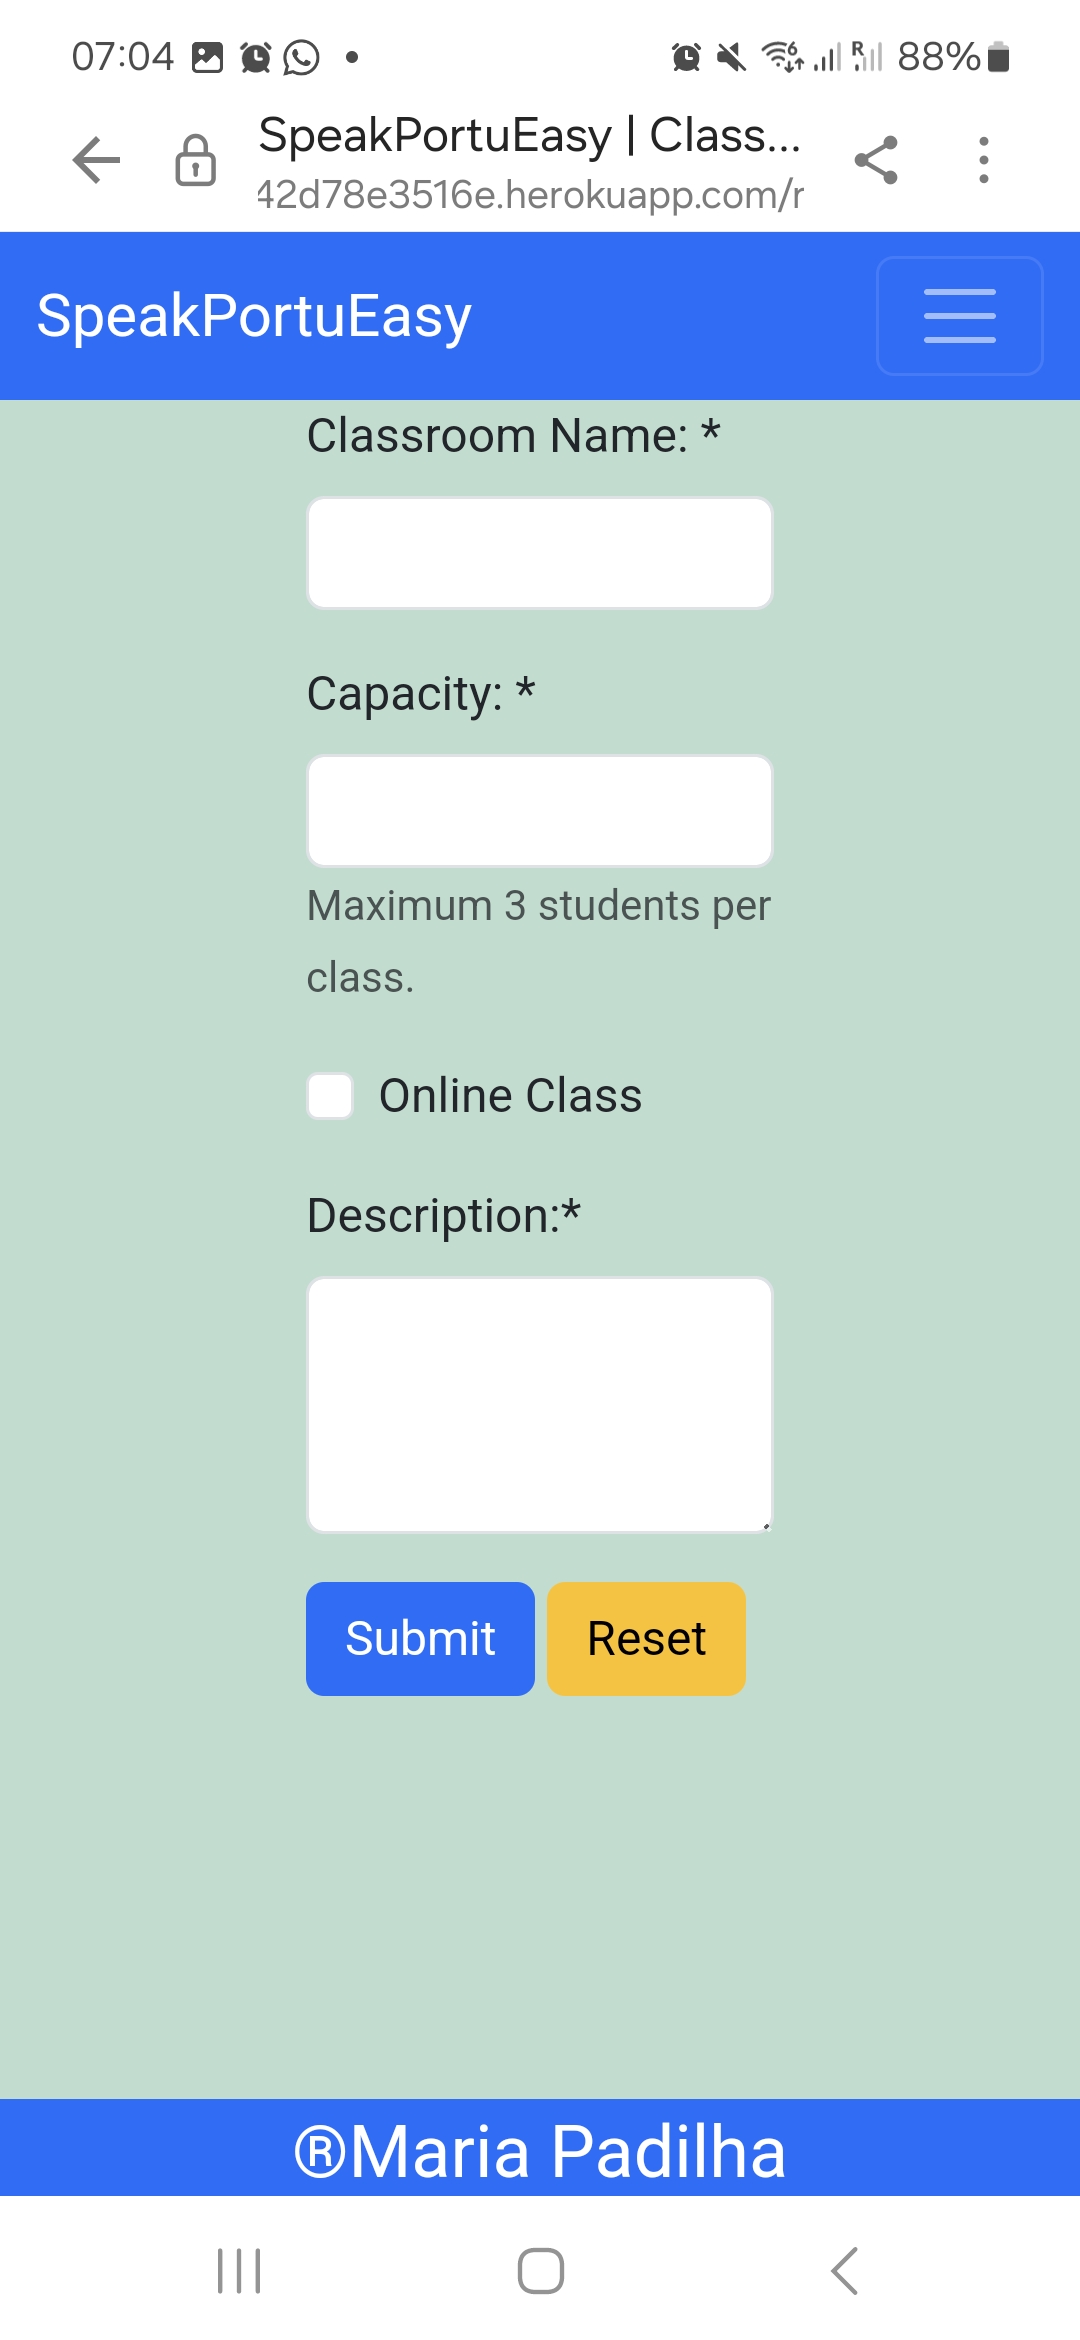 07:04
6
R
88%
SpeakPortuEasy | Class...
42d78e3516e.herokuapp.com/r
SpeakPortuEasy
Classroom Name: *
Capacity: *
Maximum 3 students per
class.
Online Class
Description:*
Submit
Reset
®Maria Padilha